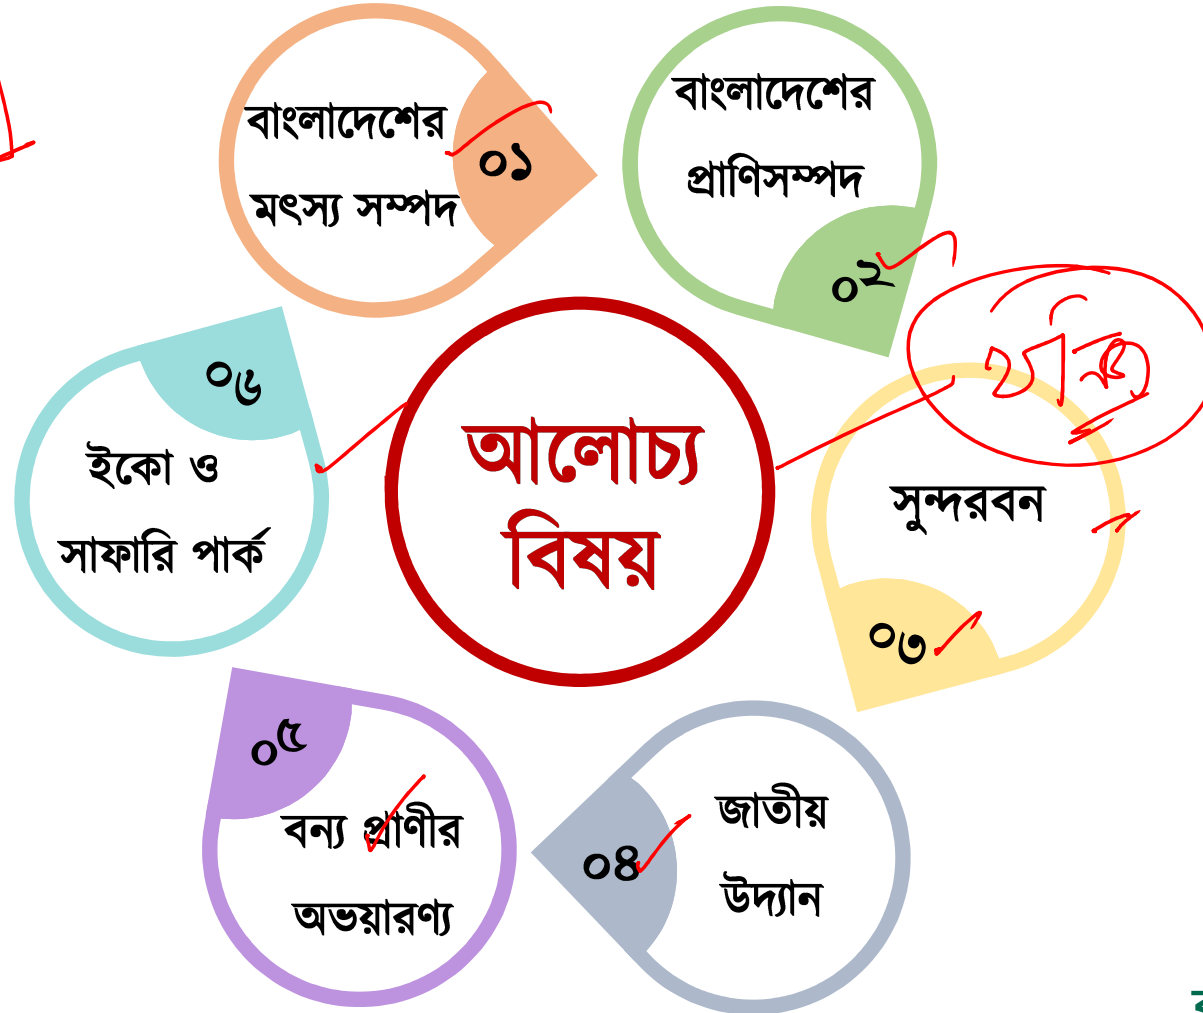 বাংলাদেশের
মৎস্য সম্পদ
০১
বাংলাদেশের
প্রাণিসম্পদ
০২
সুন্দরবন
০৩
জাতীয়
উদ্যান
০৪
বন্য প্রাণীর
অভয়ারণ্য
০৫
ইকো ও
সাফারি পার্ক
০৬
আলোচ্য
বিষয়